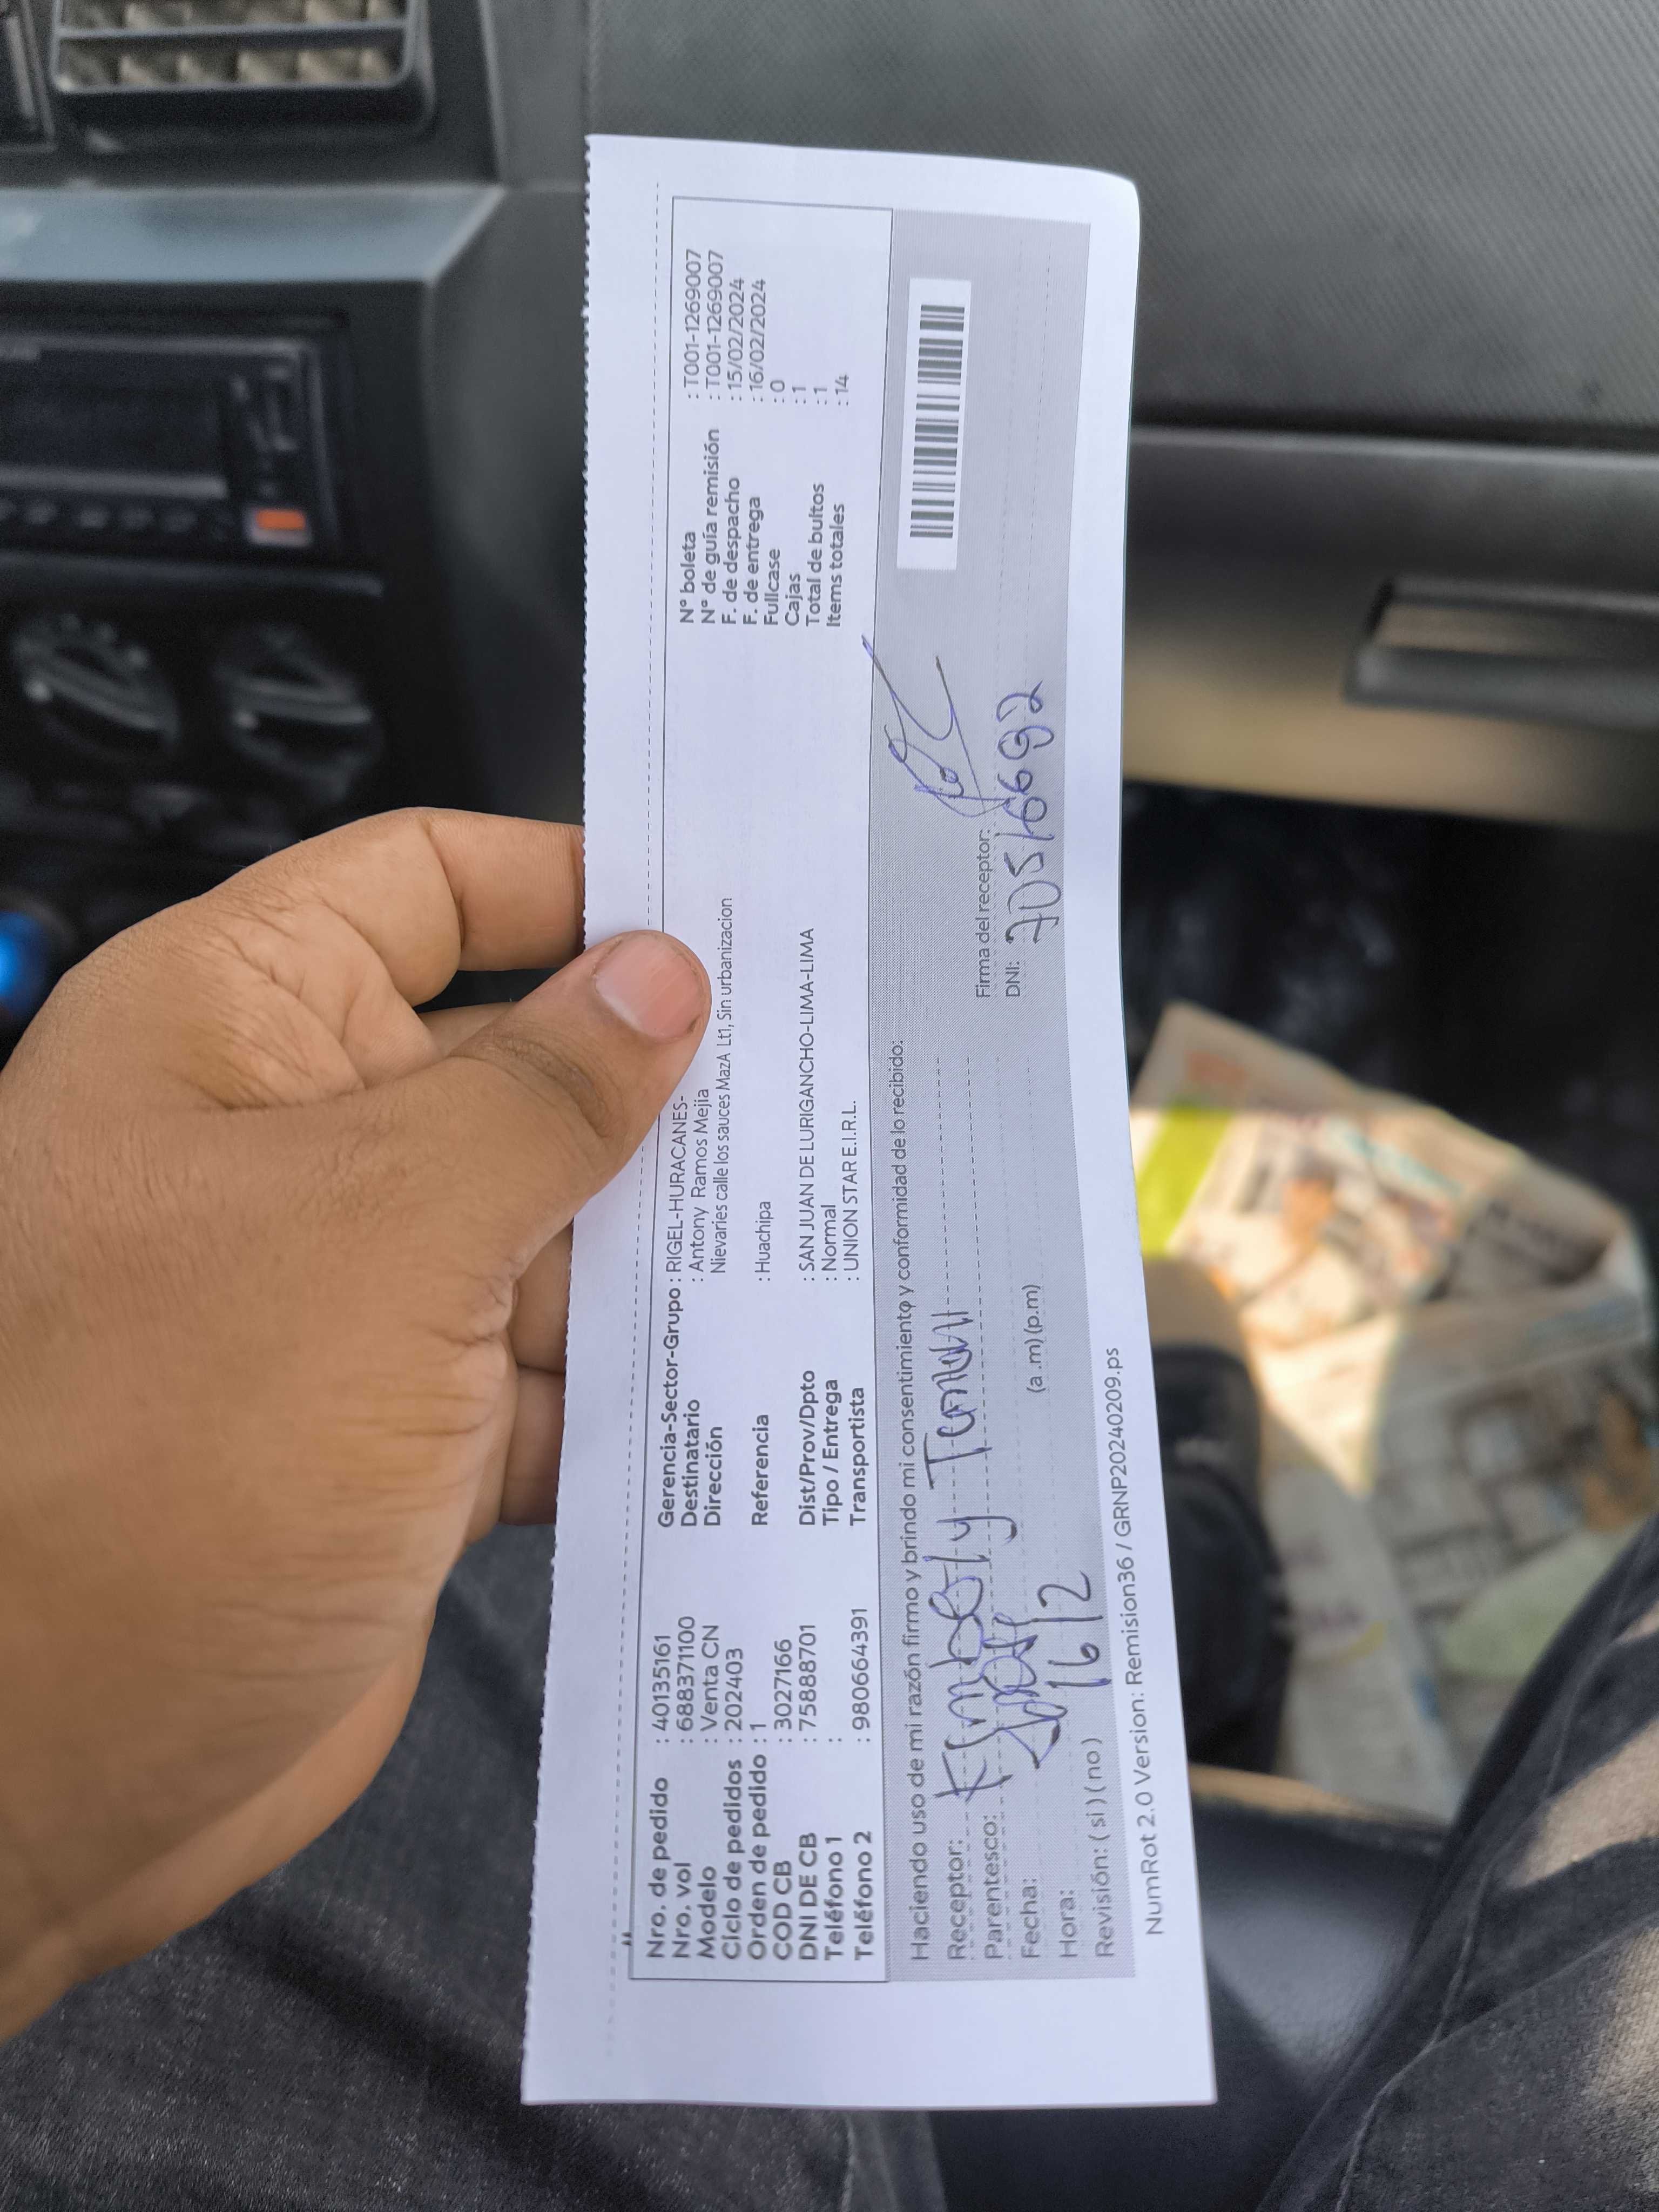 Nro. de pedido : 40135161
Nro. vol : 688371100
Modelo : Venta CN
Ciclo de pedidos : 202403
Orden de pedido : 1
COD CB : 3027166
DNI DE CB : 75888701
Teléfono 1 :
Teléfono 2 : 980664391
Gerencia-Sector-Grupo : RIGEL-HURACANES-
Destinatario : Antony Ramos Mejia
Dirección Nievaries calle los sauces MazA Lt1, Sin urbanizacion
Referencia : Huachipa
Dist/Prov/Dpto : SAN JUAN DE LURIGANCHO-LIMA-LIMA
Tipo / Entrega : Normal
Transportista : UNION STAR E.I.R.L.
N° boleta : T001-1269007
N° de guía remisión : T001-1269007
F. de despacho : 15/02/2024
F. de entrega : 16/02/2024
Fullcase : 0
Cajas : 1
Total de bultos : 1
Items totales : 14
Haciendo uso de mi razón firmo y brindo mi consentimiento y conformidad de lo recibido:
Receptor: Kimberly
Parentesco:
Fecha: 16/2
Hora: (a .m) (p.m)
Revisión: ( si ) ( no )
Firma del receptor:
DNI: 70516692
NumRot 2.0 Version: Remision36 / GRNP20240209.ps